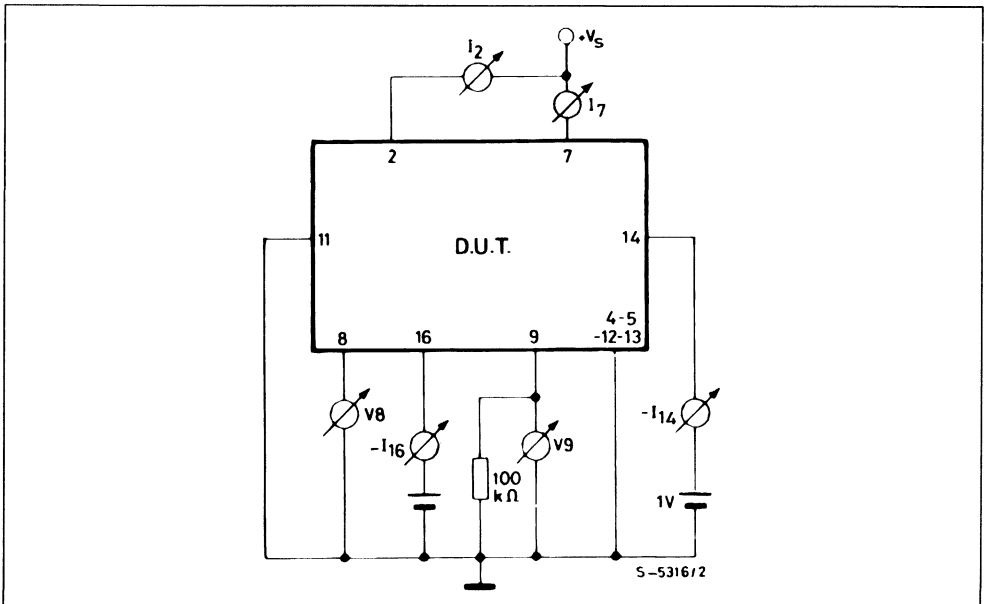 I2
+VS
I7
2
7
11
D.U.T.
14
4-5
8
16
9
-12-13
V8
-I16
V9
-I14
100
kΩ
1V
S-5316/2